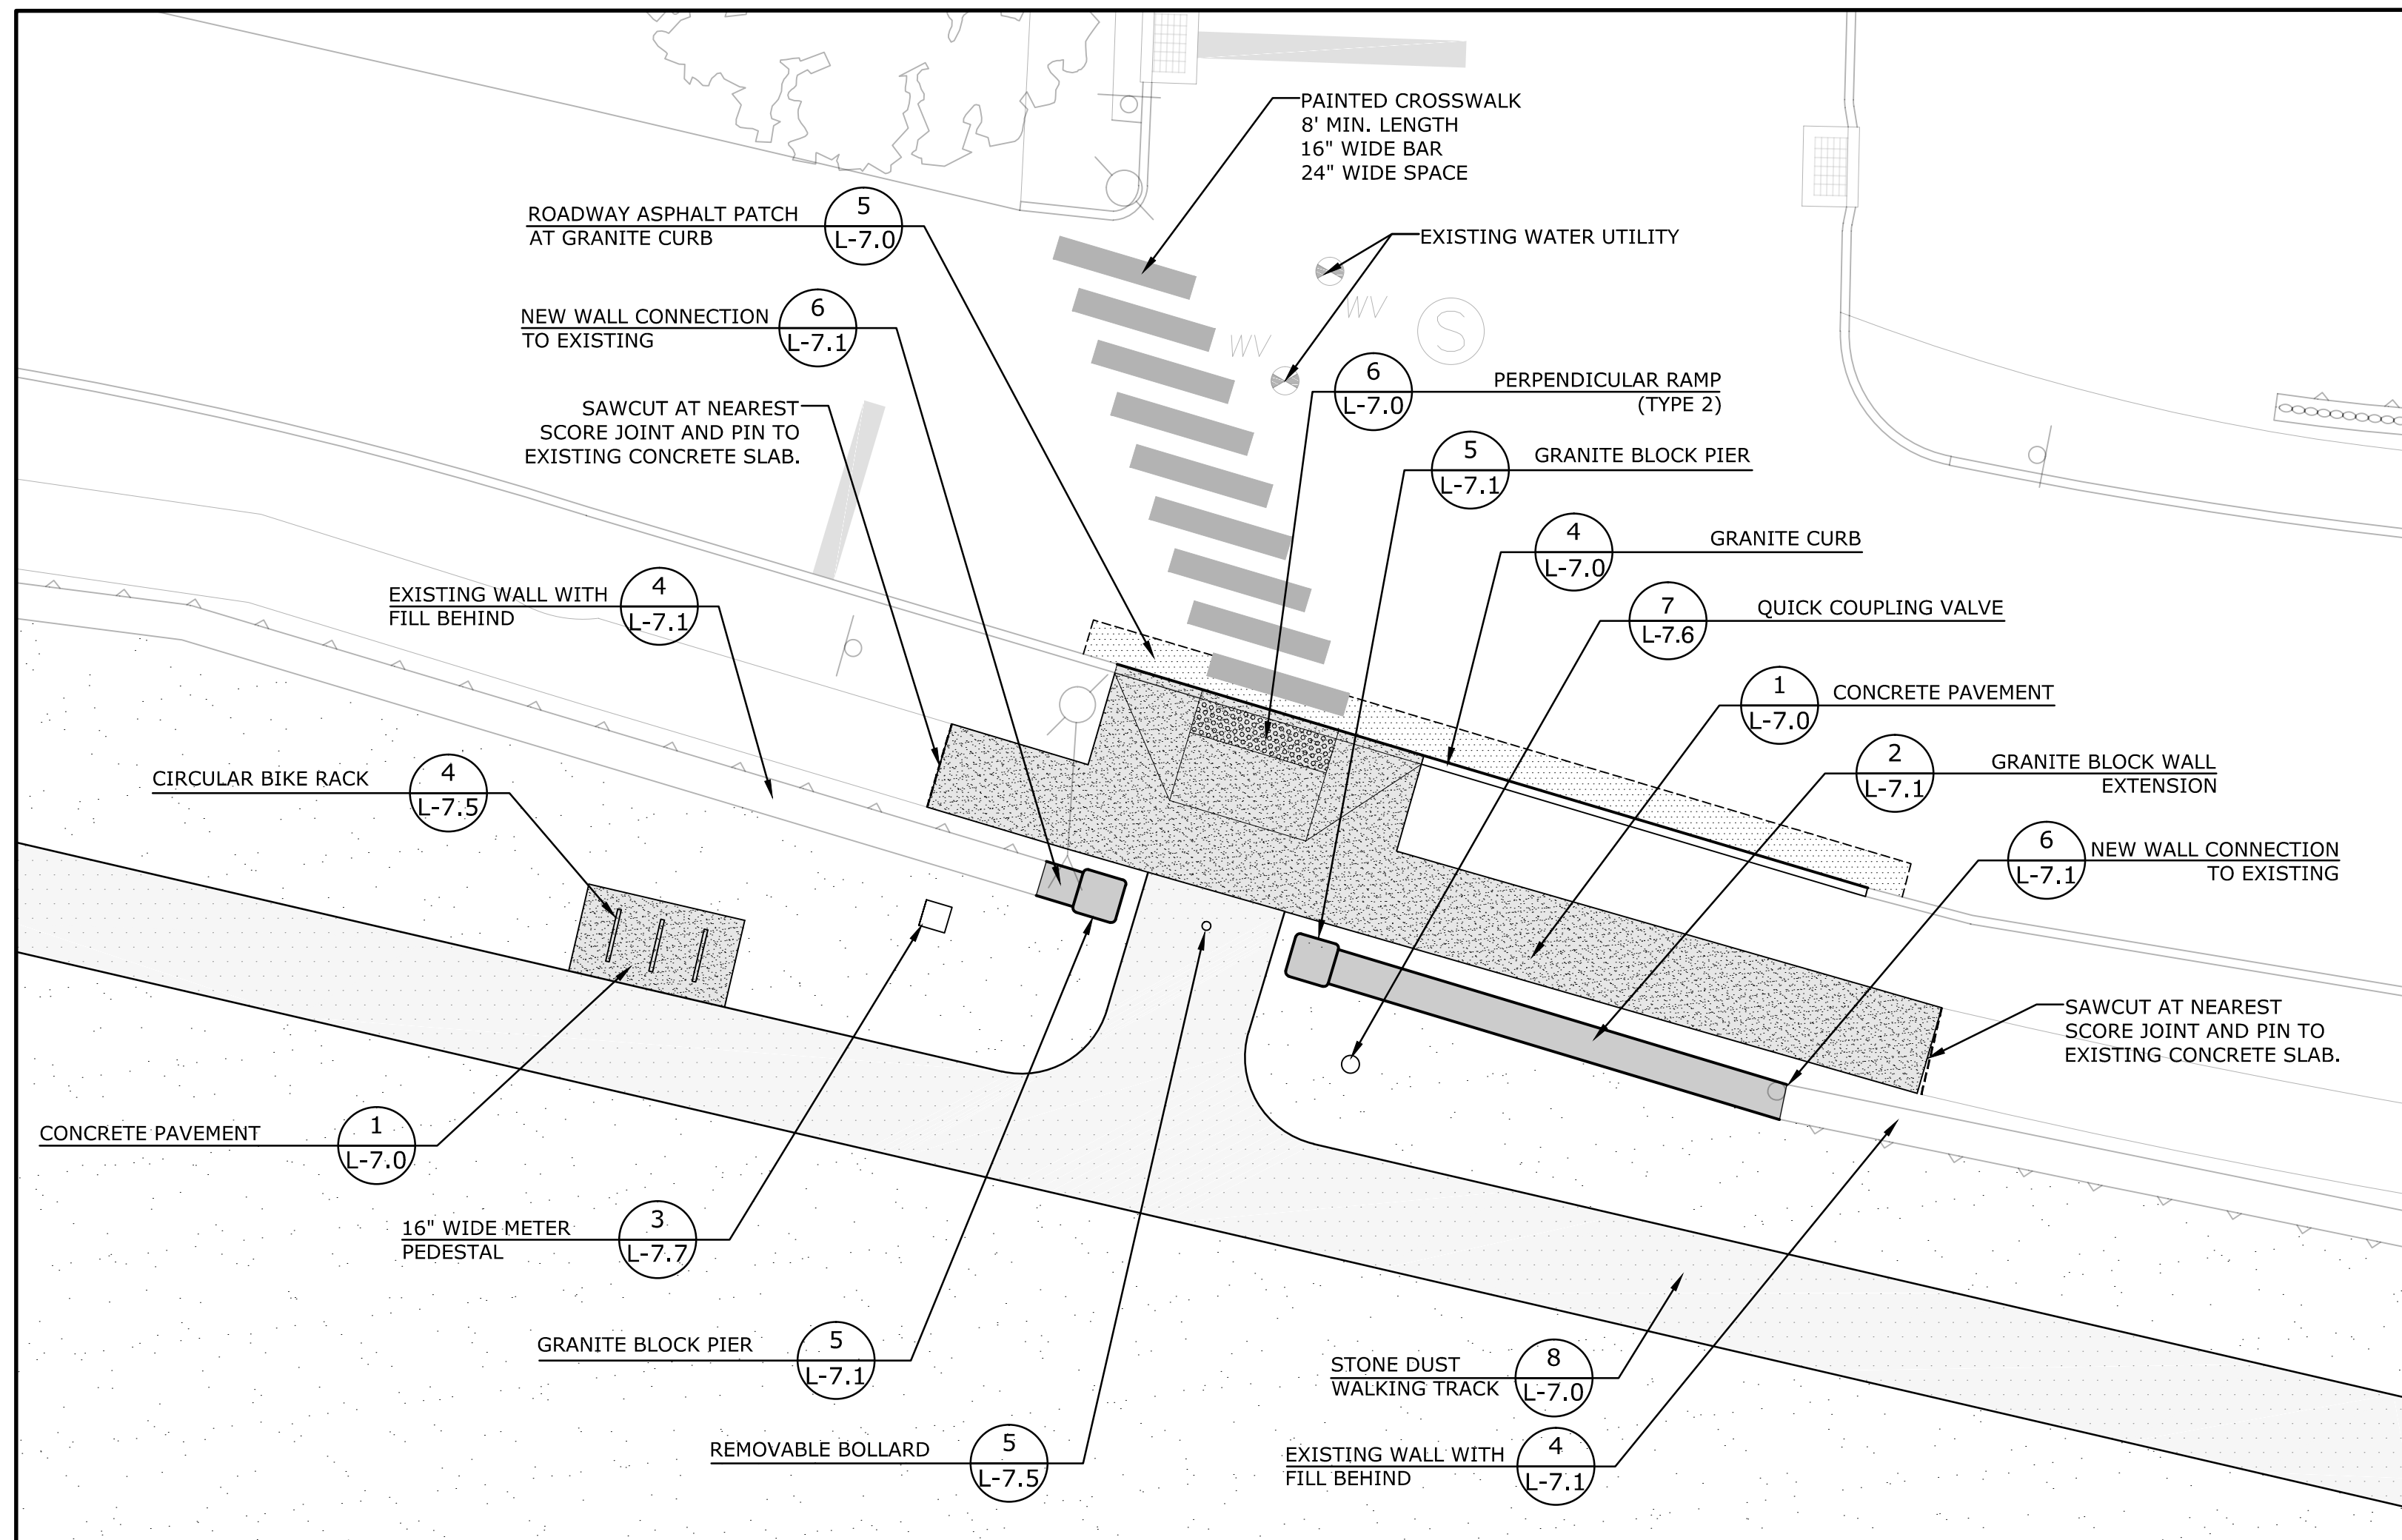 PAINTED CROSSWALK
8' MIN. LENGTH
16" WIDE BAR
24" WIDE SPACE
ROADWAY ASPHALT PATCH
AT GRANITE CURB
5
L-7.0
EXISTING WATER UTILITY
NEW WALL CONNECTION
TO EXISTING
6
L-7.1
WV
WV
S
SAWCUT AT NEAREST
SCORE JOINT AND PIN TO
EXISTING CONCRETE SLAB.
6
L-7.0
PERPENDICULAR RAMP
(TYPE 2)
5
L-7.1
GRANITE BLOCK PIER
4
L-7.0
GRANITE CURB
EXISTING WALL WITH
FILL BEHIND
4
L-7.1
7
L-7.6
QUICK COUPLING VALVE
1
L-7.0
CONCRETE PAVEMENT
CIRCULAR BIKE RACK
4
L-7.5
2
L-7.1
GRANITE BLOCK WALL
EXTENSION
6
L-7.1
NEW WALL CONNECTION
TO EXISTING
SAWCUT AT NEAREST
SCORE JOINT AND PIN TO
EXISTING CONCRETE SLAB.
CONCRETE PAVEMENT
1
L-7.0
16" WIDE METER
PEDESTAL
3
L-7.7
GRANITE BLOCK PIER
5
L-7.1
STONE DUST
WALKING TRACK
8
L-7.0
REMOVABLE BOLLARD
5
L-7.5
EXISTING WALL WITH
FILL BEHIND
4
L-7.1